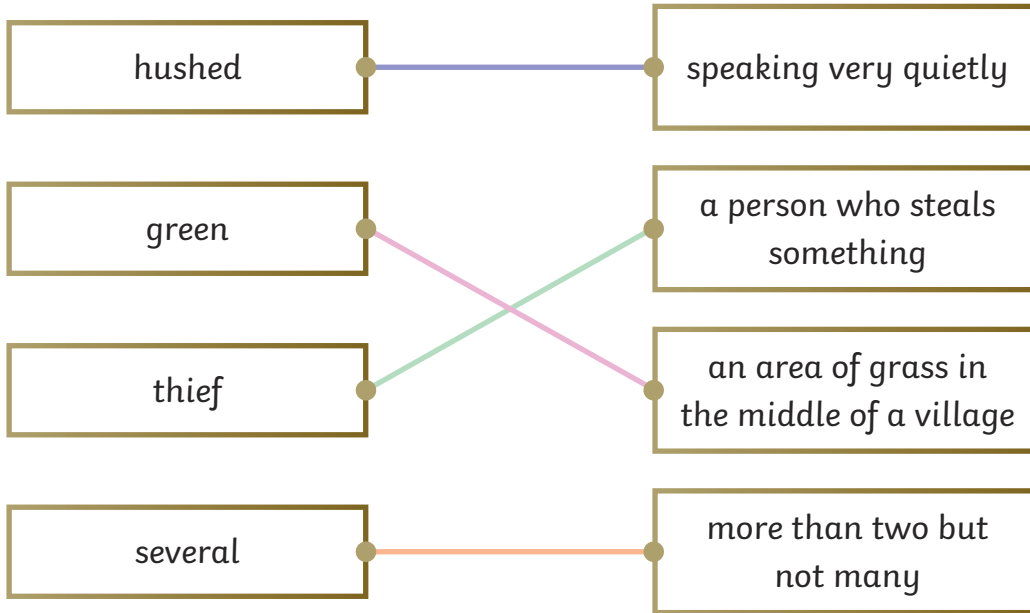 hushed
speaking very quietly
green
a person who steals
something
thief
an area of grass in
the middle of a village
several
more than two but
not many